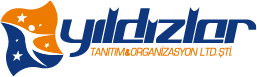 yıldızlar
TANITIM&ORGANİZASYON LTD. ŞTİ.